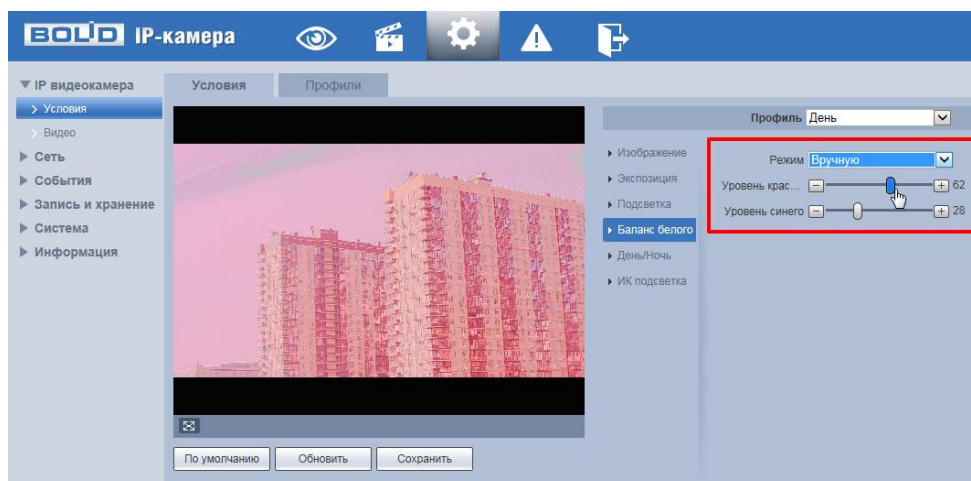 BOLID IP-камера
IP видеокамера
Условия
Видео
Сеть
События
Запись и хранение
Система
Информация
Условия
Профили
По умолчанию
Обновить
Сохранить
Изображение
Экспозиция
Подсветка
Баланс белого
День/Ночь
ИК подсветка
Профиль День
Режим Вручную
Уровень крас... 62
Уровень синего 28